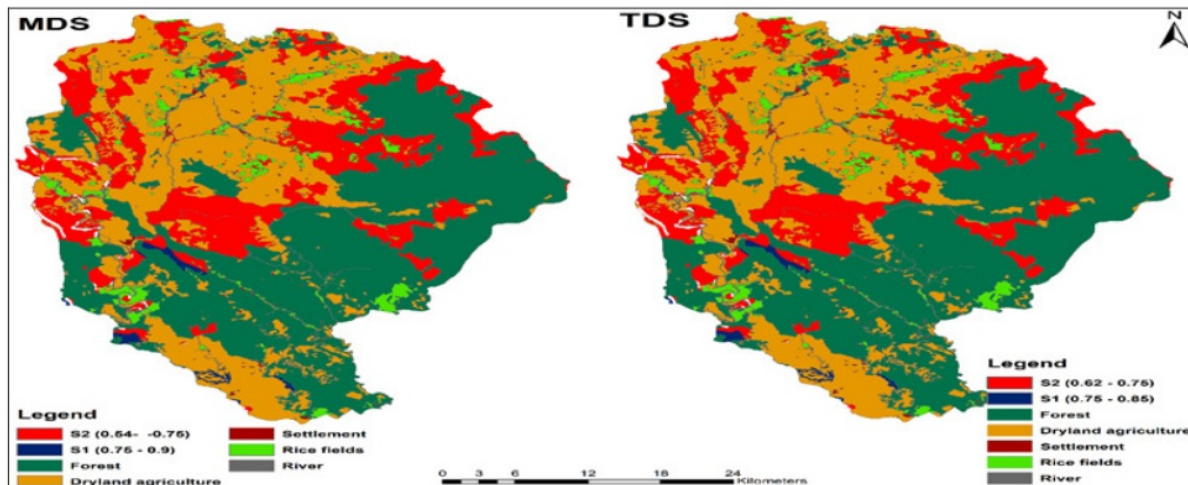 MDS
TDS
N
Legend
S2 (0.54- -0.75)
S1 (0.75 - 0.9)
Forest
Dryland agriculture
Settlement
Rice fields
River
0 3 6 12 18 24
Kilometers
Legend
S2 (0.62 - 0.75)
S1 (0.75 - 0.85)
Forest
Dryland agriculture
Settlement
Rice fields
River